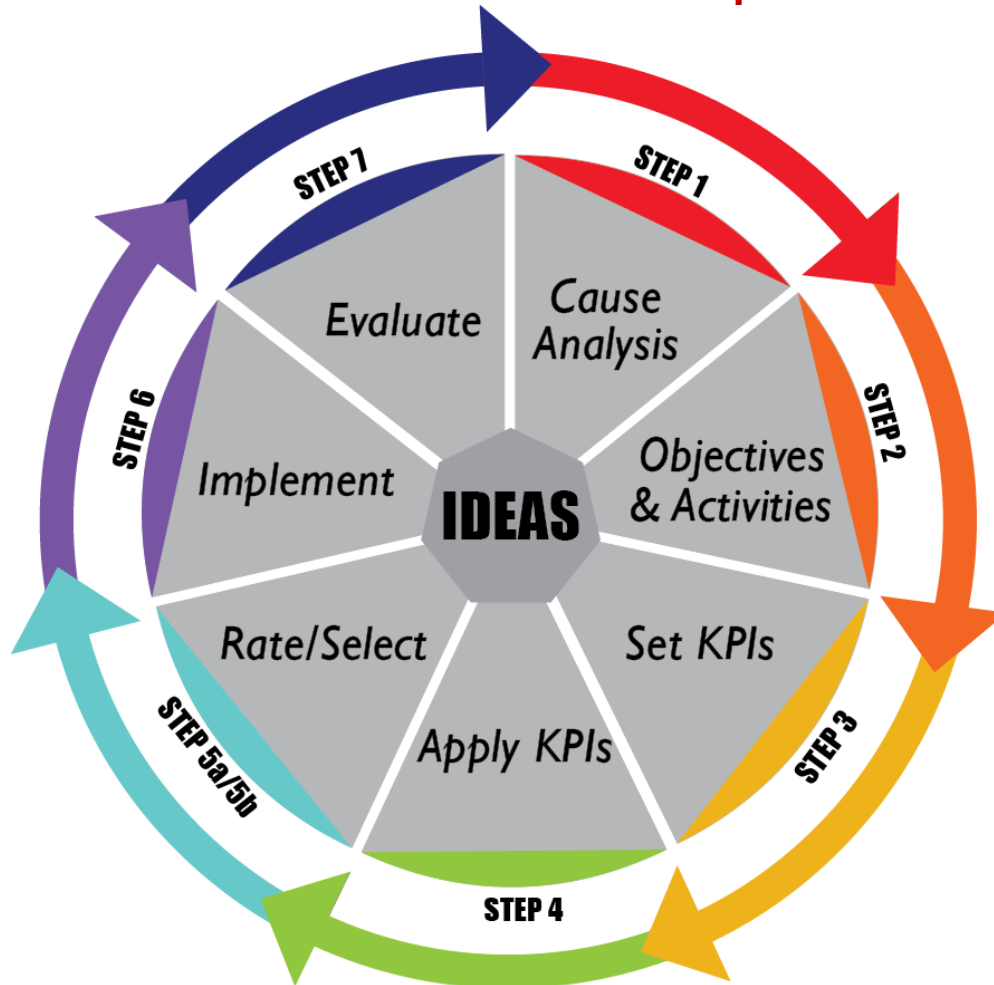 STEP 1
Cause
Analysis
STEP 2
Objectives
& Activities
STEP 3
Set KPIs
STEP 4
Apply KPIs
STEP 5a/5b
Rate/Select
STEP 6
Implement
STEP 7
Evaluate
IDEAS